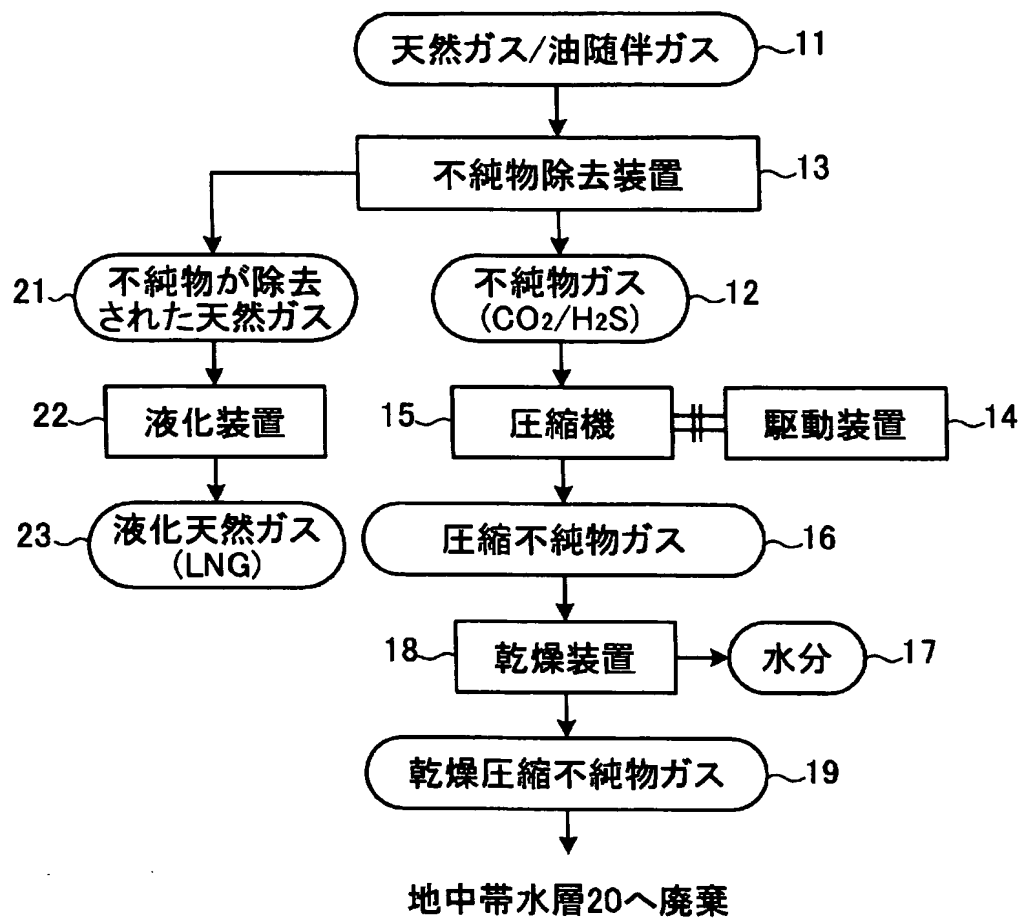 天然ガス/油随伴ガス
11
不純物除去装置
13
21
不純物が除去
された天然ガス
不純物ガス
(CO2/H2S)
12
22
液化装置
15
圧縮機
駆動装置
14
23
液化天然ガス
(LNG)
圧縮不純物ガス
16
18
乾燥装置
水分
17
乾燥圧縮不純物ガス
19
地中帯水層20へ廃棄